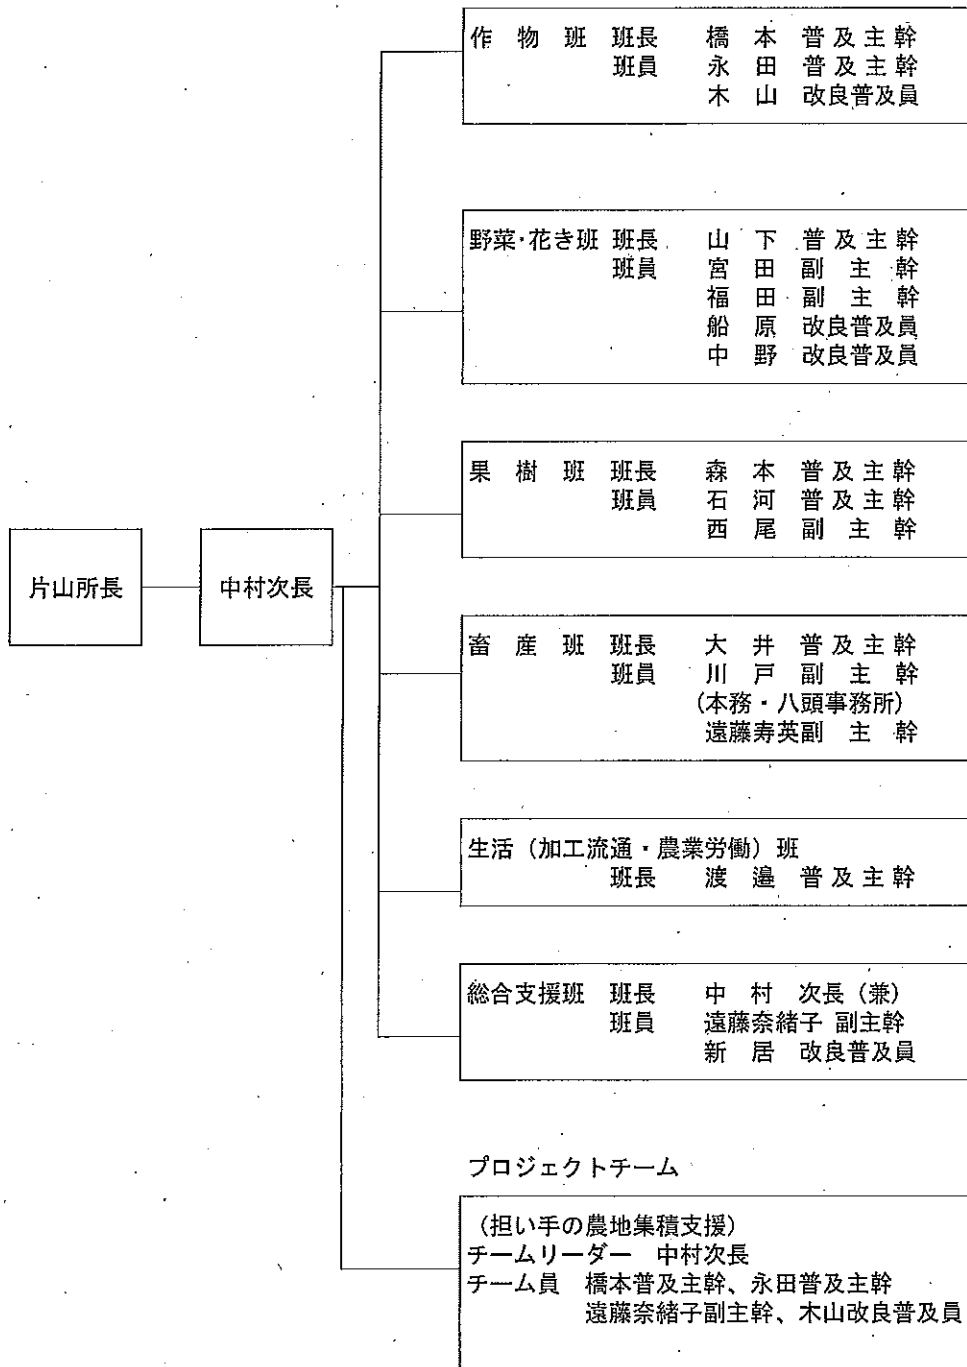 片山所長
中村次長
作物班 班長 橋本 普及主幹
班員 永田 普及主幹
木山 改良普及員
野菜・花き班 班長 山下 普及主幹
班員 宮田 副主幹
福田 副主幹
船原 改良普及員
中野 改良普及員
果樹班 班長 森本 普及主幹
班員 石河 普及主幹
西尾 副主幹
畜産班 班長 大井 普及主幹
班員 川戸 副主幹
(本務・八頭事務所)
遠藤寿英副主幹
生活(加工流通・農業労働)班
班長 渡邉 普及主幹
総合支援班 班長 中村 次長(兼)
班員 遠藤奈緒子 副主幹
新居 改良普及員
プロジェクトチーム
(担い手の農地集積支援)
チームリーダー 中村次長
チーム員 橋本普及主幹、永田普及主幹
遠藤奈緒子副主幹、木山改良普及員